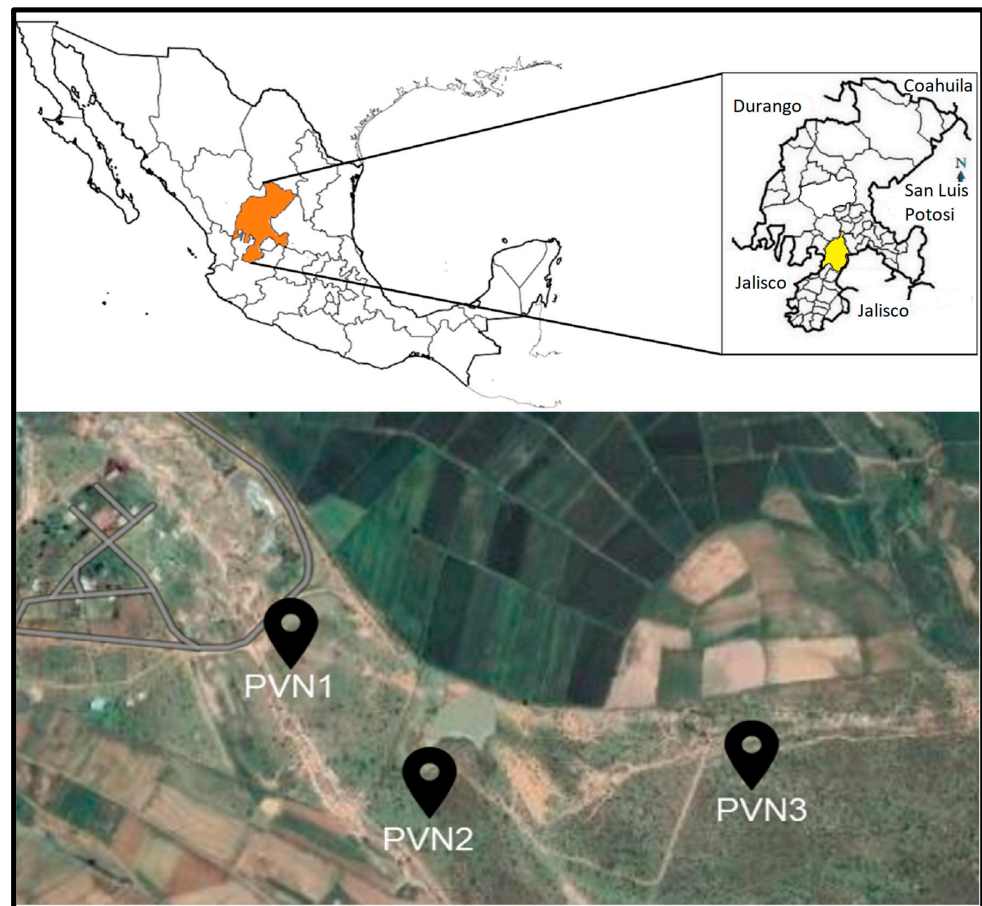 Coahuila
Durango
N
San Luis
Potosi
Jalisco
Jalisco
PVN1
PVN2
PVN3